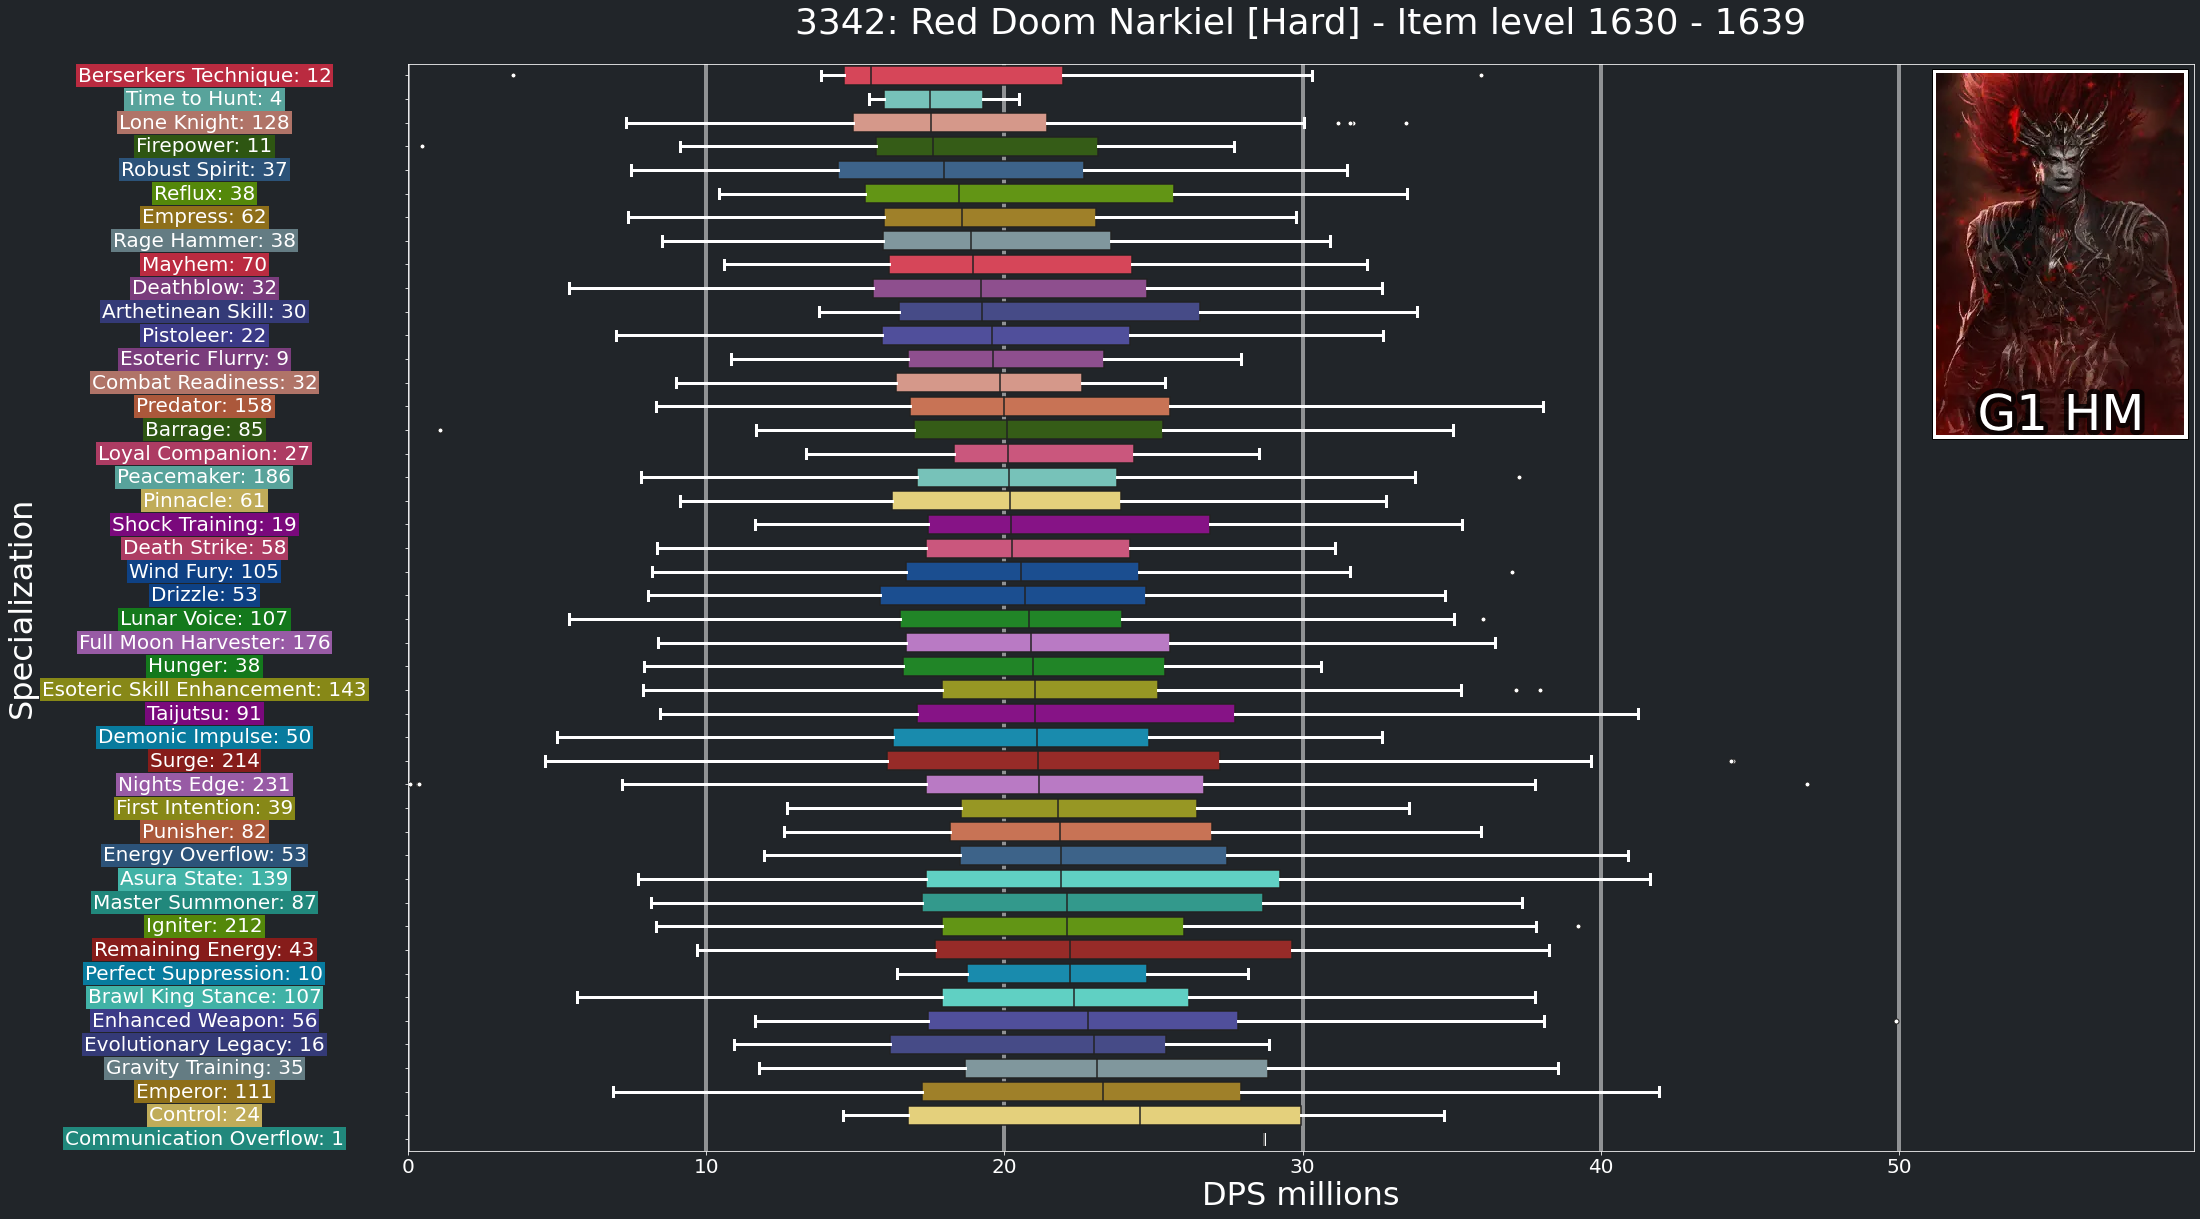 3342: Red Doom Narkiel [Hard] - Item level 1630 - 1639
Specialization
Berserkers Technique: 12
Time to Hunt: 4
Lone Knight: 128
Firepower: 11
Robust Spirit: 37
Reflux: 38
Empress: 62
Rage Hammer: 38
Mayhem: 70
Deathblow: 32
Arthetinean Skill: 30
Pistoleer: 22
Esoteric Flurry: 9
Combat Readiness: 32
Predator: 158
Barrage: 85
Loyal Companion: 27
Peacemaker: 186
Pinnacle: 61
Shock Training: 19
Death Strike: 58
Wind Fury: 105
Drizzle: 53
Lunar Voice: 107
Full Moon Harvester: 176
Hunger: 38
Esoteric Skill Enhancement: 143
Taijutsu: 91
Demonic Impulse: 50
Surge: 214
Nights Edge: 231
First Intention: 39
Punisher: 82
Energy Overflow: 53
Asura State: 139
Master Summoner: 87
Igniter: 212
Remaining Energy: 43
Perfect Suppression: 10
Brawl King Stance: 107
Enhanced Weapon: 56
Evolutionary Legacy: 16
Gravity Training: 35
Emperor: 111
Control: 24
Communication Overflow: 1
G1 HM
0 10 20 30 40 50
DPS millions